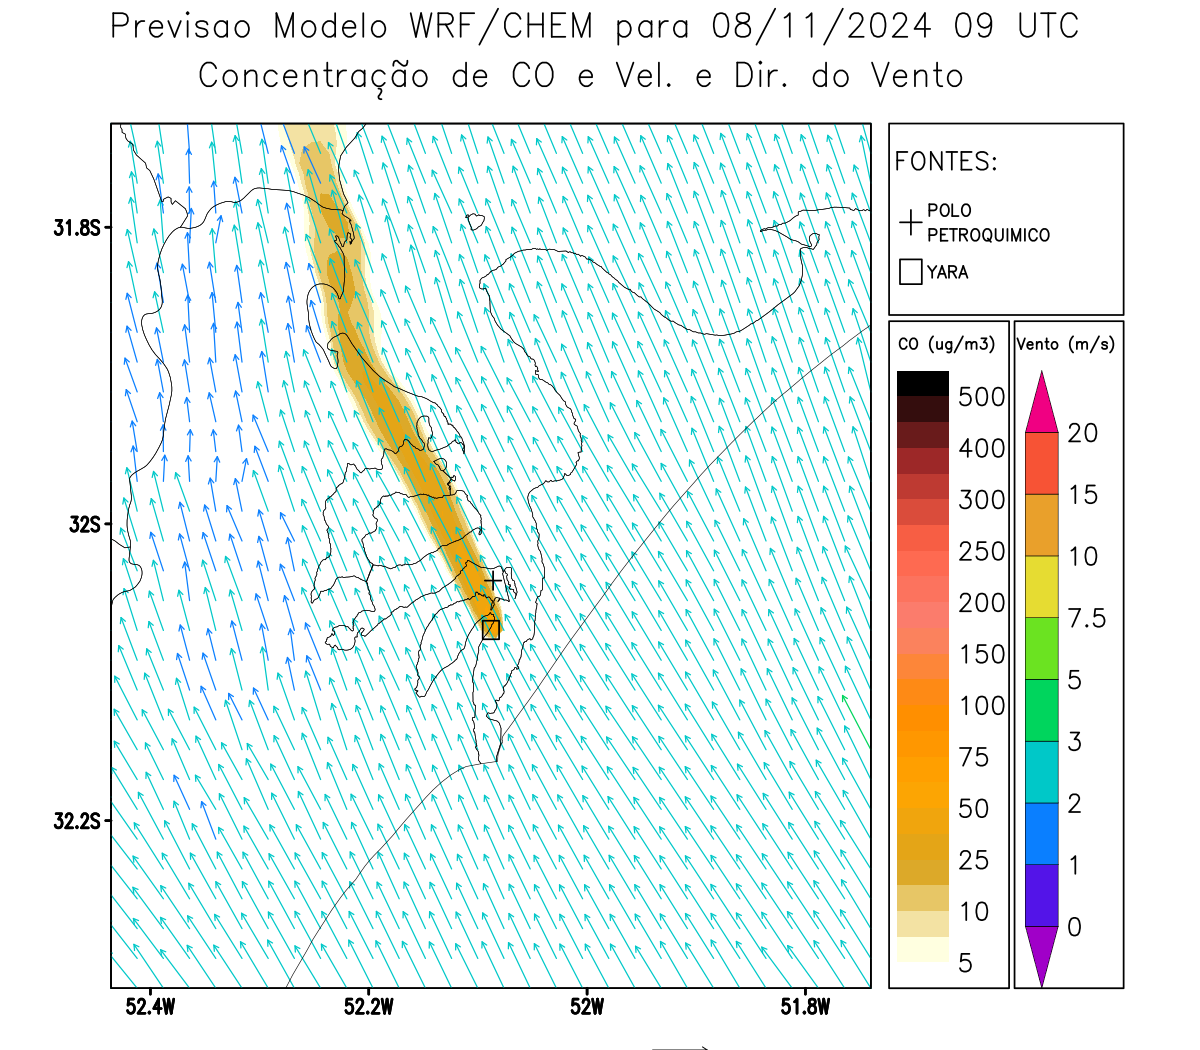 Previsao Modelo WRF/CHEM para 08/11/2024 09 UTC
Concentração de CO e Vel. e Dir. do Vento
FONTES:
POLO
PETROQUIMICO
YARA
31.8S
32S
32.2S
52.4W
52.2W
52W
51.8W
CO (ug/m3)
500
400
300
250
200
150
100
75
50
25
10
5
Vento (m/s)
20
15
10
7.5
5
3
2
1
0